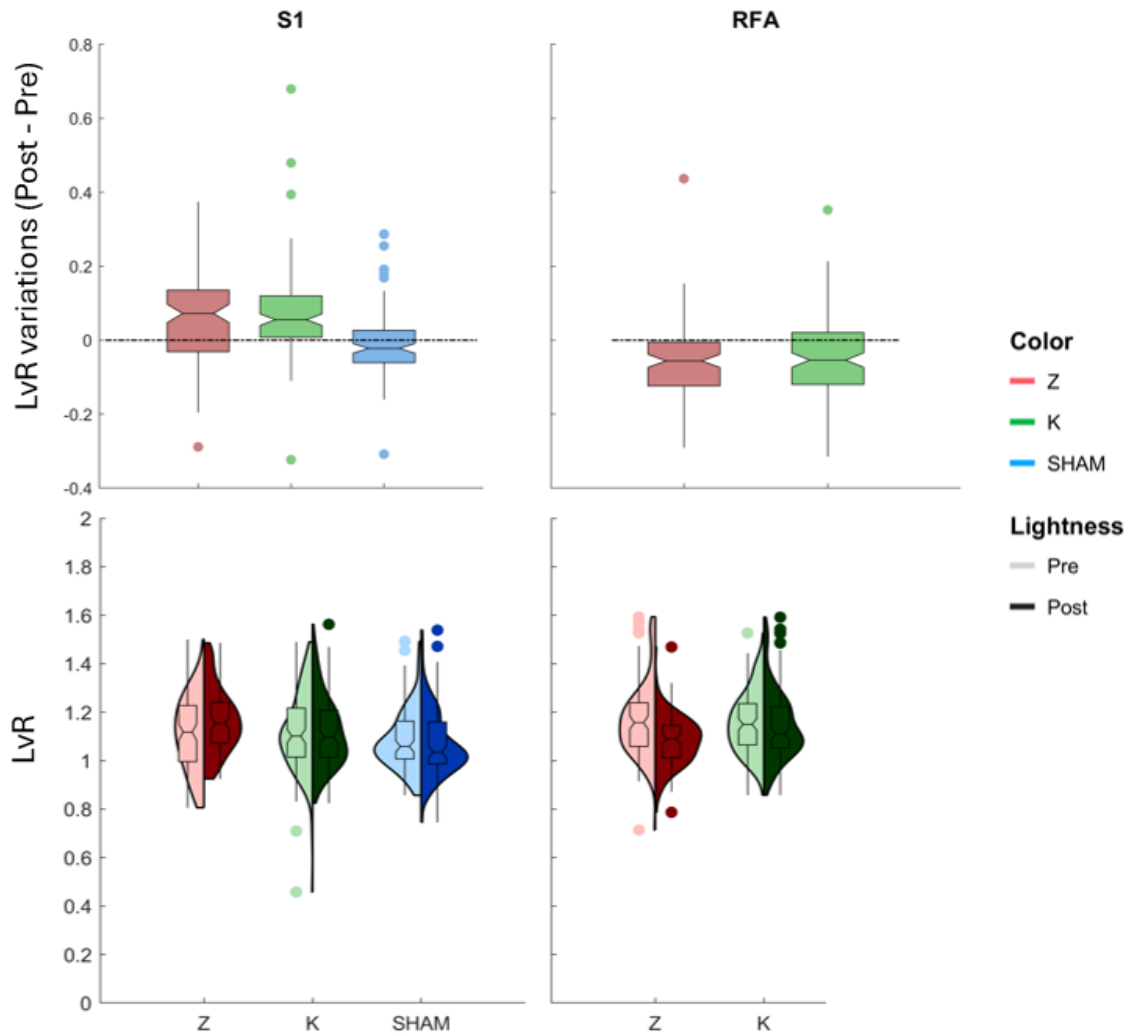 S1
RFA
LvR variations (Post - Pre)
0.8
0.6
0.4
0.2
0
-0.2
-0.4
Color
Z
K
SHAM
Lightness
Pre
Post
LvR
2
1.8
1.6
1.4
1.2
1
0.8
0.6
0.4
0.2
0
Z K SHAM
Z K